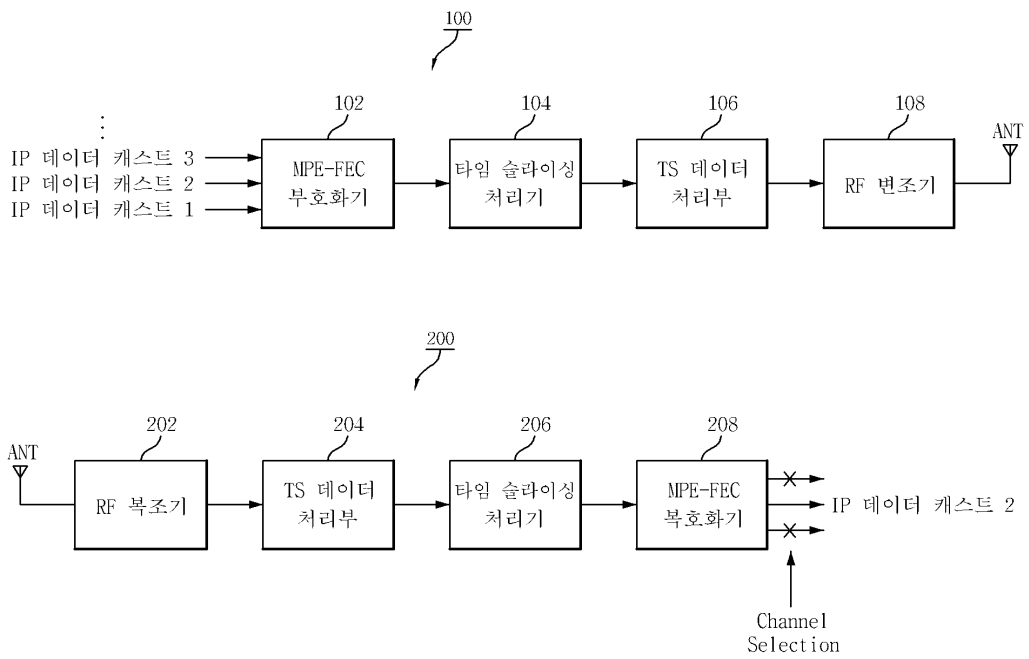 100
102
104
106
108
ANT
⋮
IP 데이터 캐스트 3
IP 데이터 캐스트 2
IP 데이터 캐스트 1
MPE-FEC
부호화기
타임 슬라이싱
처리기
TS 데이터
처리부
RF 변조기
200
202
204
206
208
ANT
RF 복조기
TS 데이터
처리부
타임 슬라이싱
처리기
MPE-FEC
복호화기
IP 데이터 캐스트 2
Channel
Selection